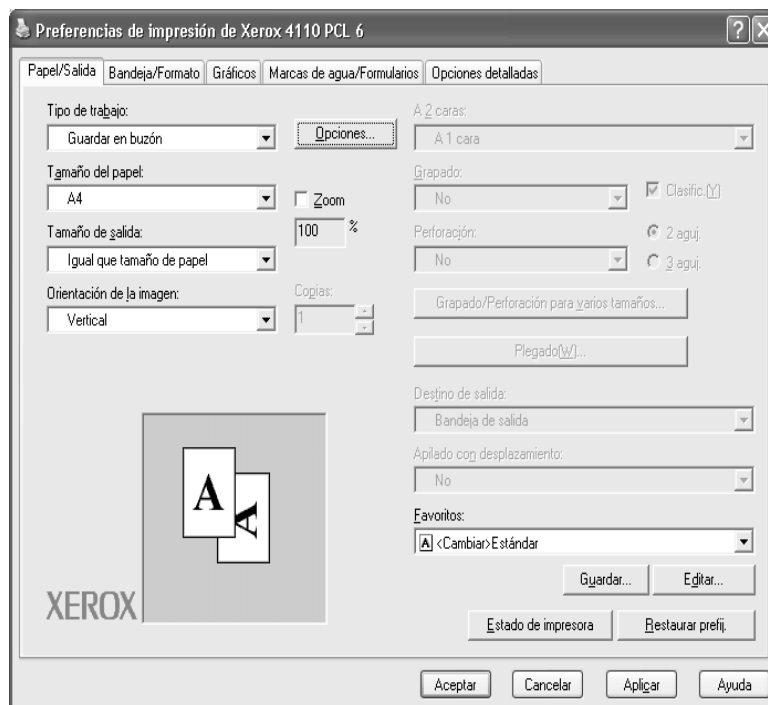 Preferencias de impresión de Xerox 4110 PCL 6
Papel/Salida Bandeja/Formato Gráficos Marcas de agua/Formularios Opciones detalladas
Tipo de trabajo:
Guardar en buzón
Opciones...
Tamaño del papel:
A4
Zoom
100 %
Tamaño de salida:
Igual que tamaño de papel
Orientación de la imagen:
Vertical
Copias:
1
A 2 caras:
A 1 cara
Grapado:
No
Clasific.(Y)
Perforación:
No
2 aguj.
3 aguj.
Grapado/Perforación para varios tamaños...
Plegado(W)...
Destino de salida:
Bandeja de salida
Apilado con desplazamiento:
No
Favoritos:
A <Cambiar>Estándar
Guardar... Editar...
Estado de impresora Restaurar prefij.
A
A
XEROX
Aceptar Cancelar Aplicar Ayuda